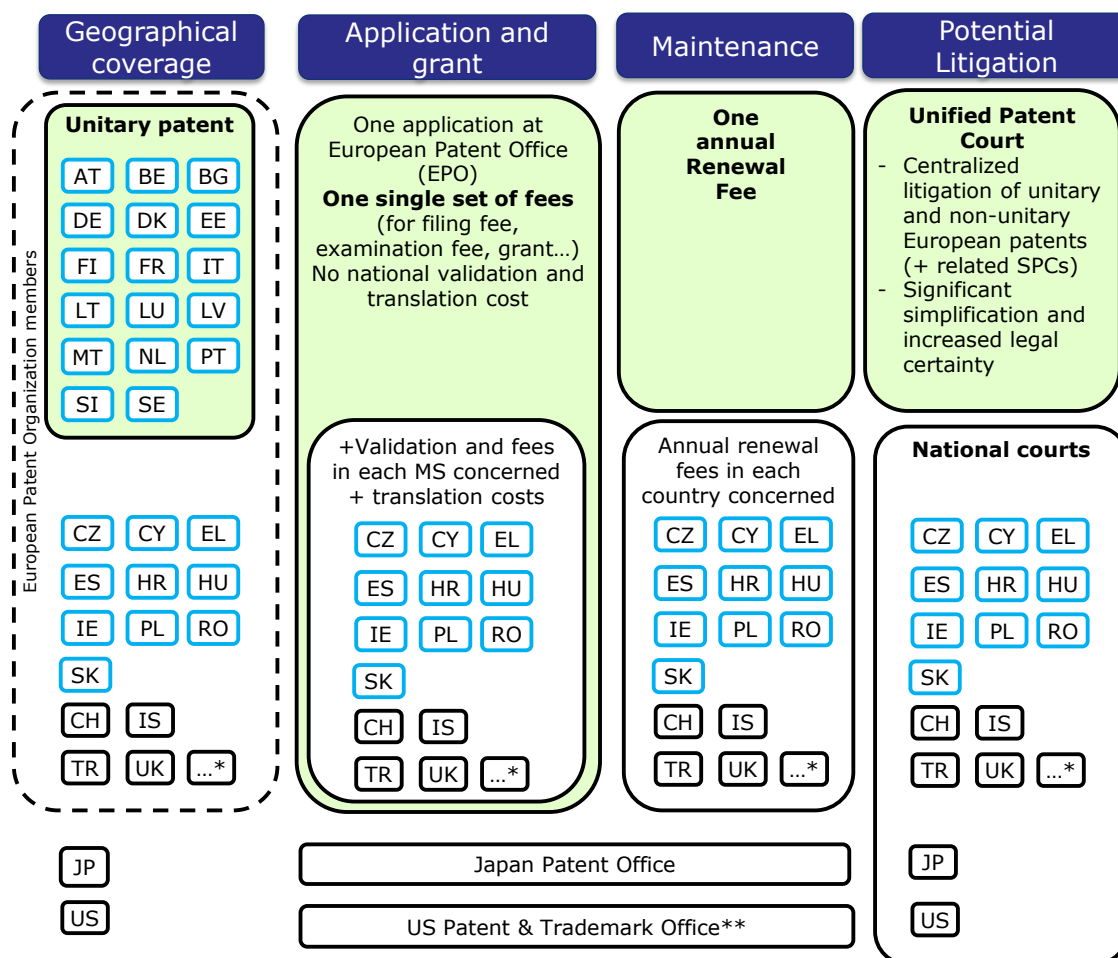 Geographical
coverage
Application and
grant
Maintenance
Potential
Litigation
European Patent Organization members
Unitary patent
AT BE BG
DE DK EE
FI FR IT
LT LU LV
MT NL PT
SI SE
CZ CY EL
ES HR HU
IE PL RO
SK
CH IS
TR UK ...*
JP
US
One application at
European Patent Office
(EPO)
One single set of fees
(for filing fee,
examination fee, grant…)
No national validation and
translation cost
+Validation and fees
in each MS concerned
+ translation costs
CZ CY EL
ES HR HU
IE PL RO
SK
CH IS
TR UK ...*
One
annual
Renewal
Fee
Annual renewal
fees in each
country concerned
CZ CY EL
ES HR HU
IE PL RO
SK
CH IS
TR UK ...*
Japan Patent Office
US Patent & Trademark Office**
Unified Patent
Court
- Centralized
litigation of unitary
and non-unitary
European patents
(+ related SPCs)
- Significant
simplification and
increased legal
certainty
National courts
CZ CY EL
ES HR HU
IE PL RO
SK
CH IS
TR UK ...*
JP
US